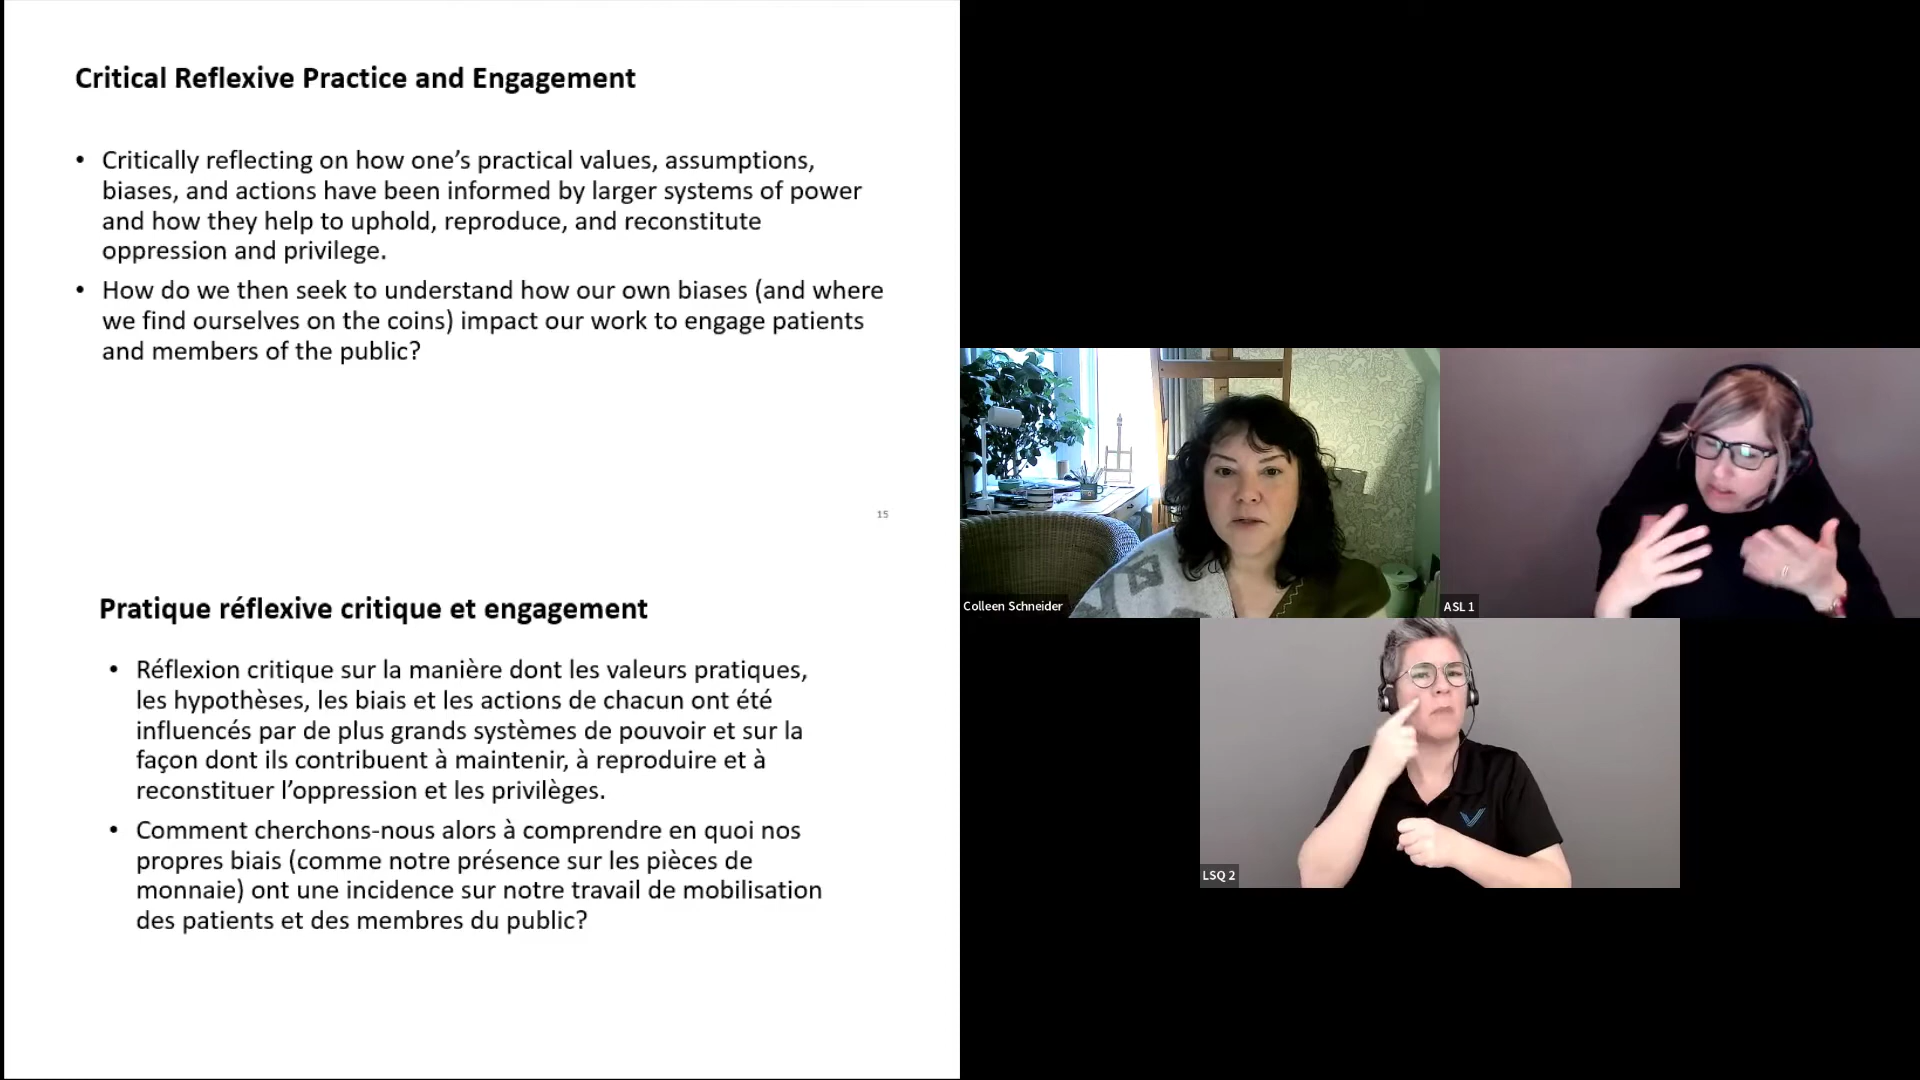 Critical Reflexive Practice and Engagement
• Critically reflecting on how one’s practical values, assumptions,
biases, and actions have been informed by larger systems of power
and how they help to uphold, reproduce, and reconstitute
oppression and privilege.
• How do we then seek to understand how our own biases (and where
we find ourselves on the coins) impact our work to engage patients
and members of the public?
15
Pratique réflexive critique et engagement
• Réflexion critique sur la manière dont les valeurs pratiques,
les hypothèses, les biais et les actions de chacun ont été
influencés par de plus grands systèmes de pouvoir et sur la
façon dont ils contribuent à maintenir, à reproduire et à
reconstituer l’oppression et les privilèges.
• Comment cherchons-nous alors à comprendre en quoi nos
propres biais (comme notre présence sur les pièces de
monnaie) ont une incidence sur notre travail de mobilisation
des patients et des membres du public?
Colleen Schneider
ASL 1
LSQ 2